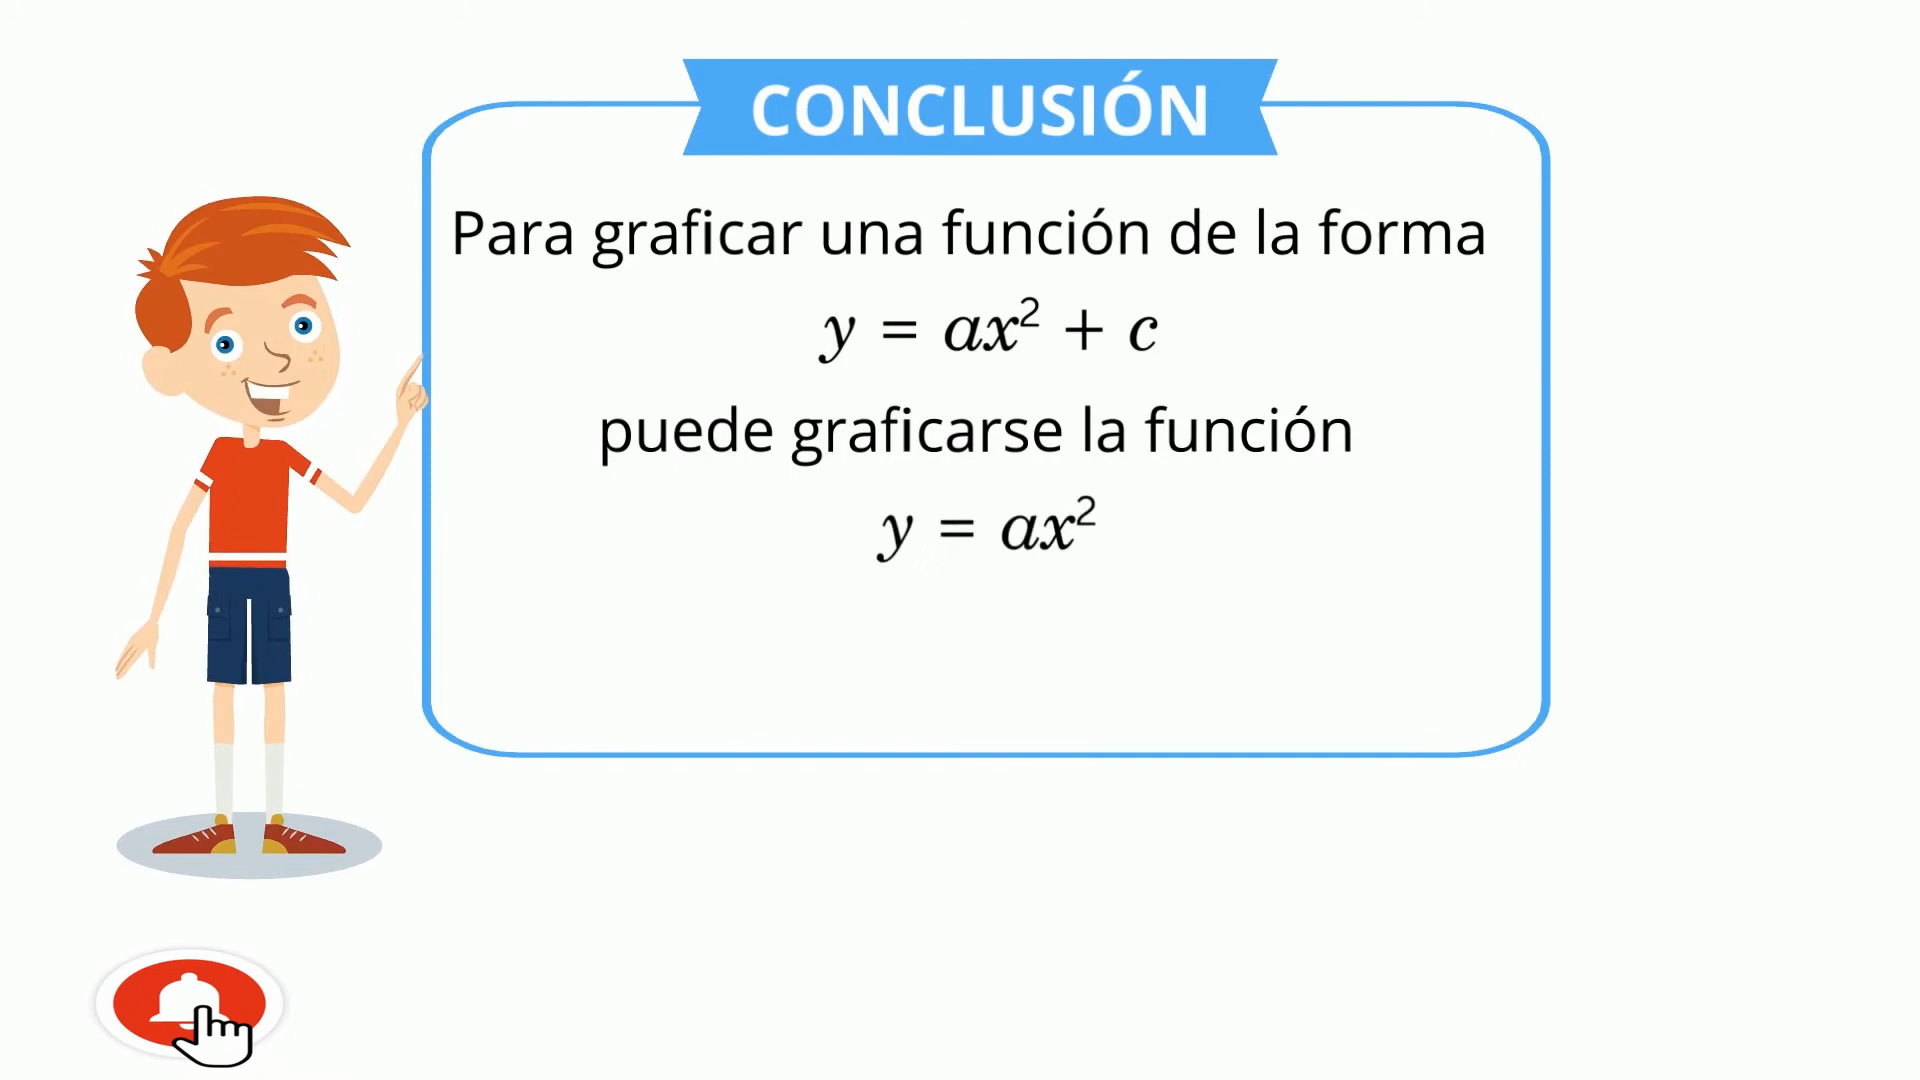 CONCLUSIÓN
Para graficar una función de la forma
y = ax² + c
puede graficarse la función
y = ax²